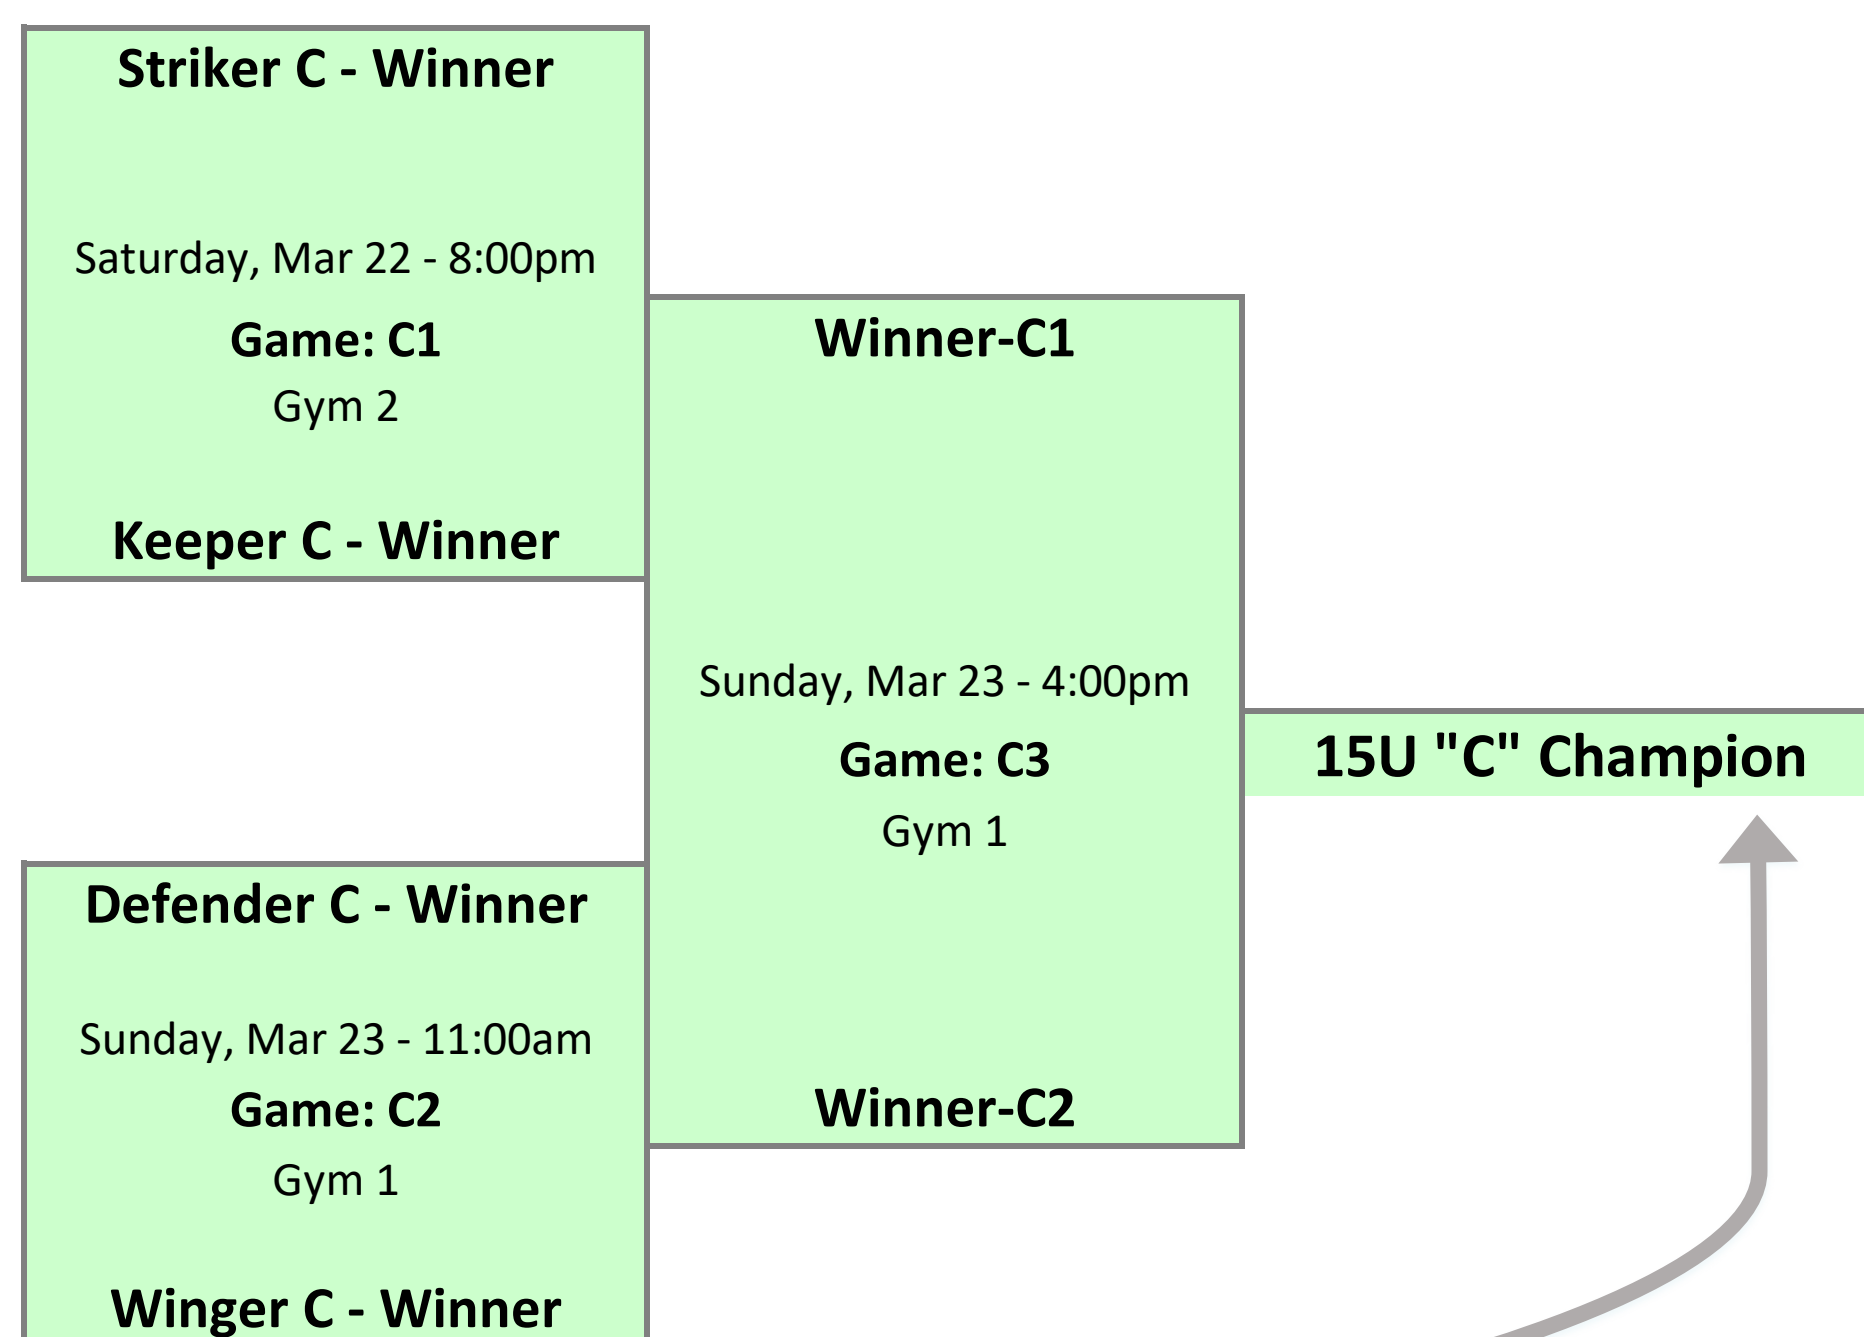 Striker C - Winner
Saturday, Mar 22 - 8:00pm
Game: C1
Gym 2
Keeper C - Winner
Defender C - Winner
Sunday, Mar 23 - 11:00am
Game: C2
Gym 1
Winger C - Winner
Winner-C1
Sunday, Mar 23 - 4:00pm
Game: C3
Gym 1
Winner-C2
15U "C" Champion